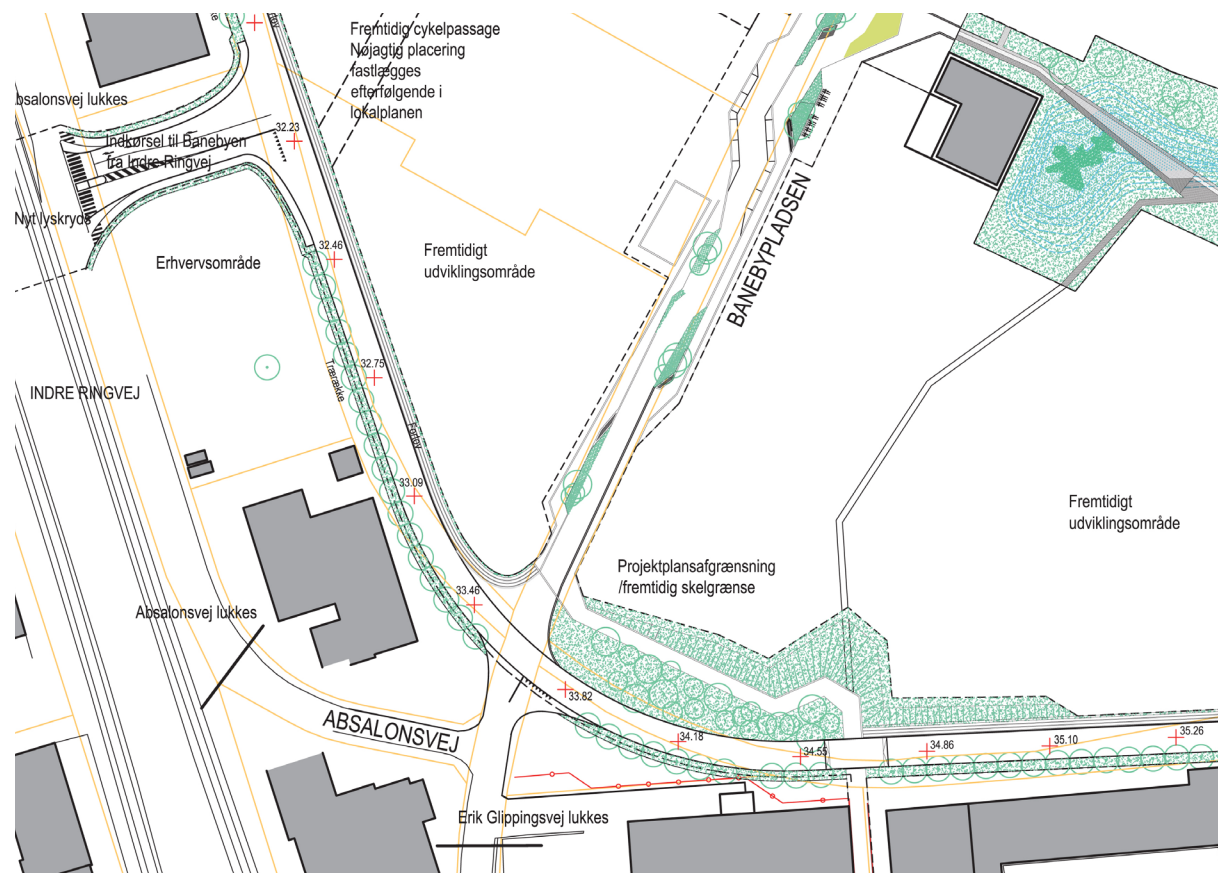 Fortov
Fremtidig cykelpassage
Nøjagtig placering
fastlægges
efterfølgende i
lokalplanen
bsalonsvej lukkes
32.23
Indkørsel til Banebyen
fra Indre Ringvej
Nyt lyskryds
32.46
Erhvervsområde
Fremtidigt
udviklingsområde
BANEBYPLADSEN
32.75
Trærække
INDRE RINGVEJ
Fortov
33.09
Fremtidigt
udviklingsområde
Projektplansafgrænsning
/fremtidig skelgrænse
33.46
Absalonsvej lukkes
33.82
ABSALONSVEJ
34.18
34.55
34.86
35.10
35.26
Erik Glippingsvej lukkes